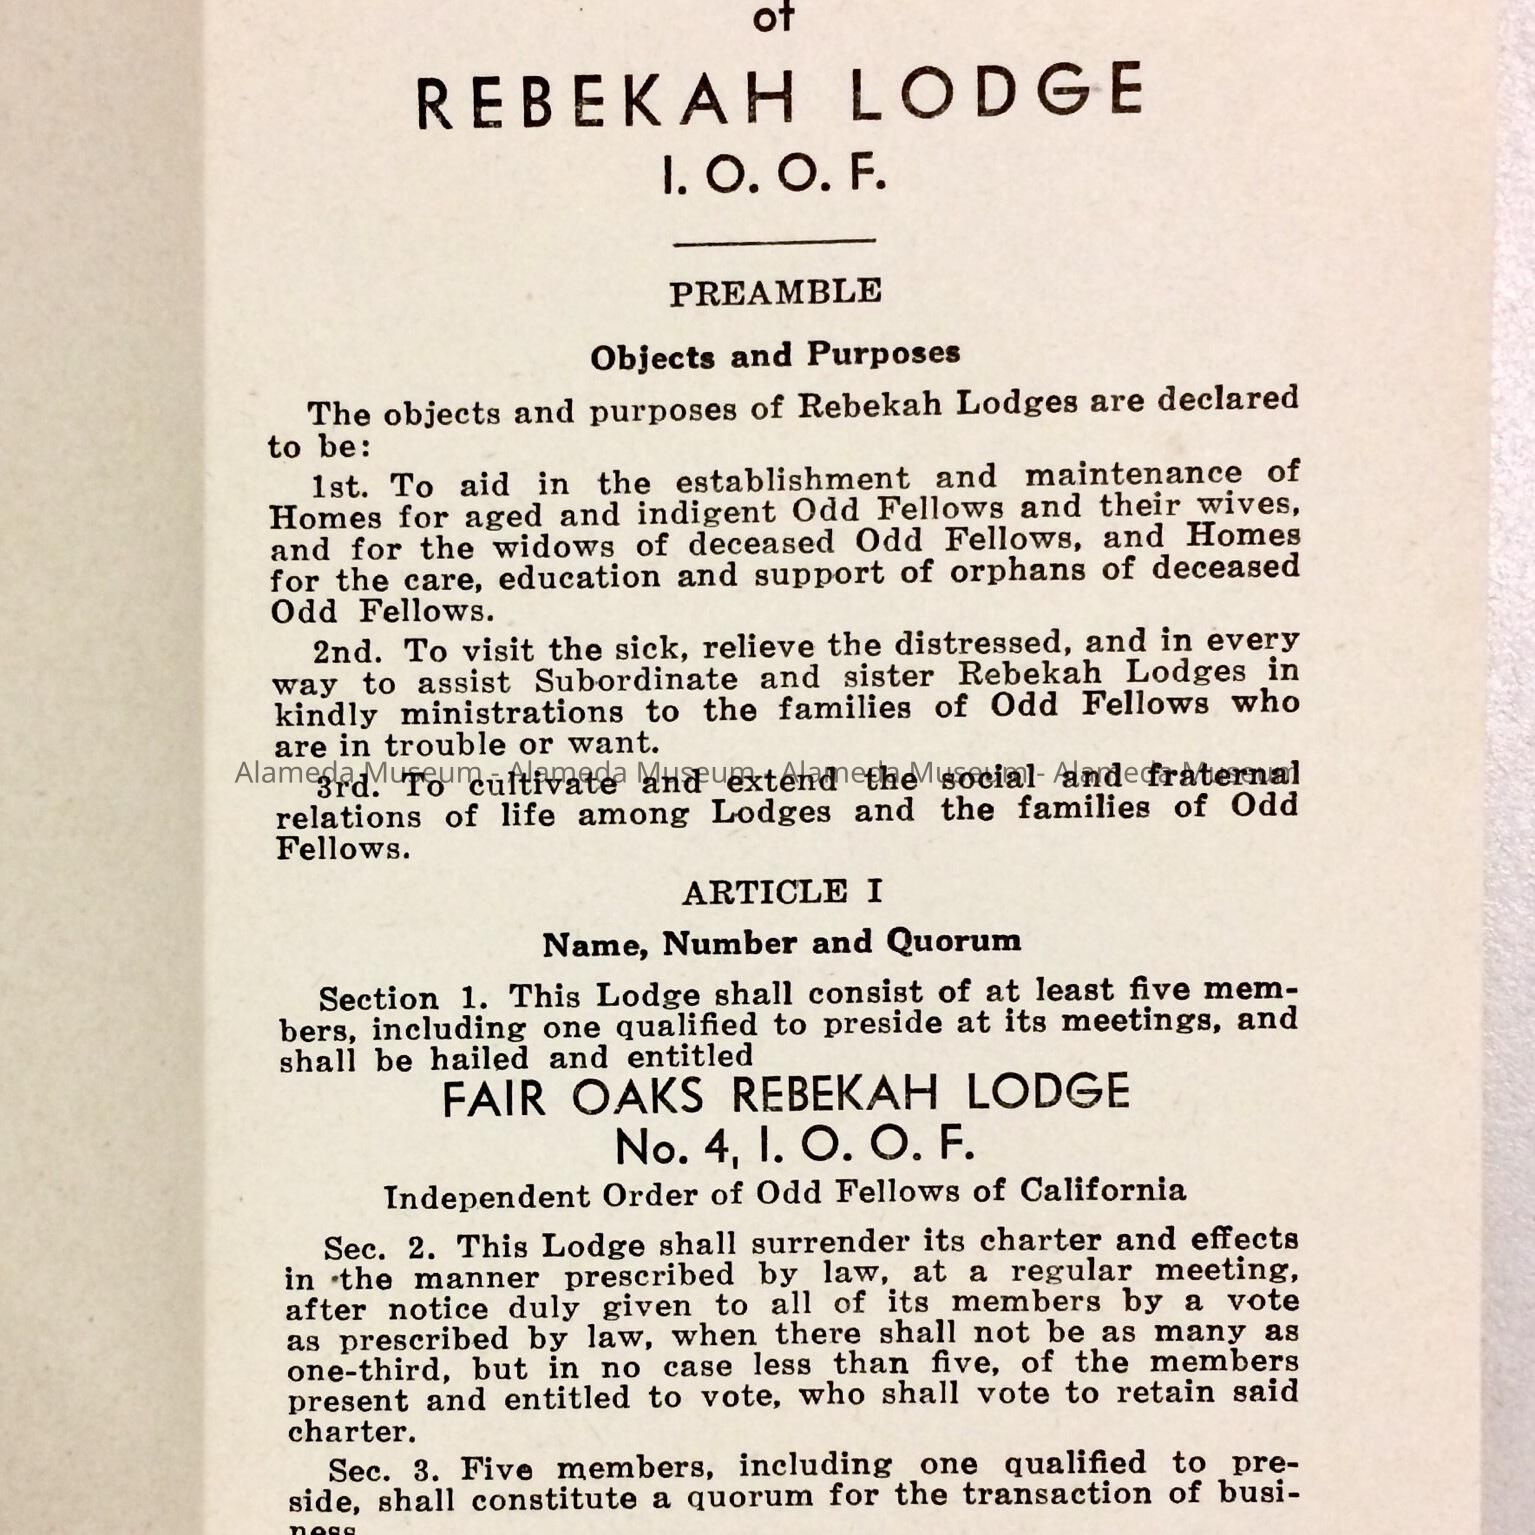 of
REBEKAH LODGE
I. O. O. F.
PREAMBLE
Objects and Purposes
The objects and purposes of Rebekah Lodges are declared
to be:
1st. To aid in the establishment and maintenance of
Homes for aged and indigent Odd Fellows and their wives,
and for the widows of deceased Odd Fellows, and Homes
for the care, education and support of orphans of deceased
Odd Fellows.
2nd. To visit the sick, relieve the distressed, and in every
way to assist Subordinate and sister Rebekah Lodges in
kindly ministrations to the families of Odd Fellows who
are in trouble or want.
Alameda Museum - Alameda Museum - Alameda Museum - Alameda Museum
3rd. To cultivate and extend the social and fraternal
relations of life among Lodges and the families of Odd
Fellows.
ARTICLE I
Name, Number and Quorum
Section 1. This Lodge shall consist of at least five mem-
bers, including one qualified to preside at its meetings, and
shall be hailed and entitled
FAIR OAKS REBEKAH LODGE
No. 4, I. O. O. F.
Independent Order of Odd Fellows of California
Sec. 2. This Lodge shall surrender its charter and effects
in the manner prescribed by law, at a regular meeting,
after notice duly given to all of its members by a vote
as prescribed by law, when there shall not be as many as
one-third, but in no case less than five, of the members
present and entitled to vote, who shall vote to retain said
charter.
Sec. 3. Five members, including one qualified to pre-
side, shall constitute a quorum for the transaction of busi-
ness